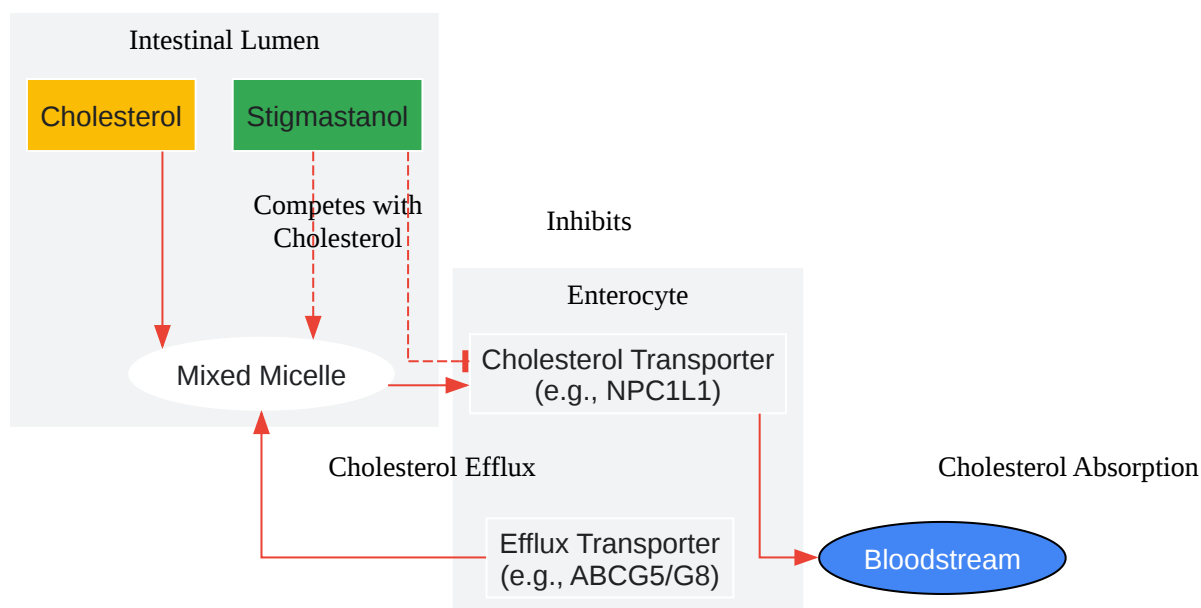 Intestinal Lumen
Cholesterol
Stigmastanol
Competes with
Cholesterol
Inhibits
Enterocyte
Mixed Micelle
Cholesterol Transporter
(e.g., NPC1L1)
Cholesterol Efflux
Cholesterol Absorption
Efflux Transporter
(e.g., ABCG5/G8)
Bloodstream